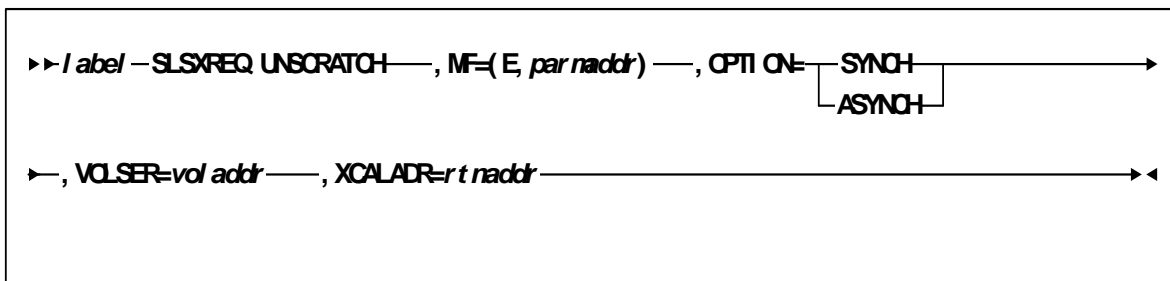 label SLSXREQ UNSCRATCH , MF=(E,parmaddr) , OPTION= SYNCH
ASYNCH
, VOLSER=voladdr , XCALADR=rtnaddr